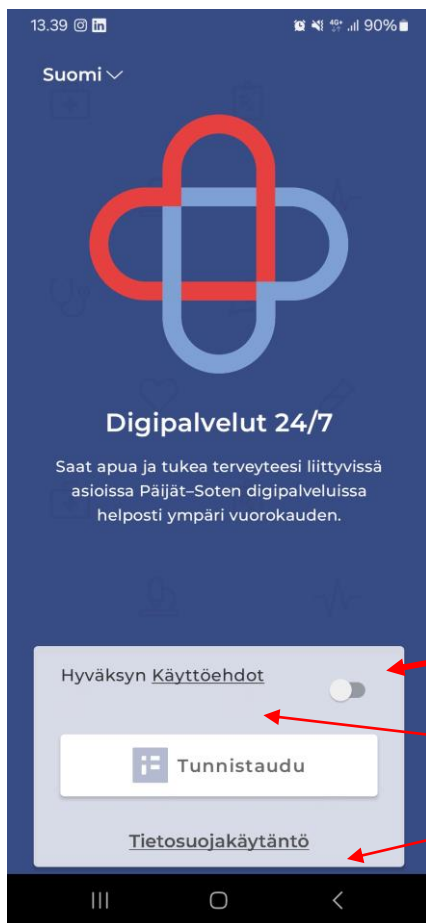 13.39 90%
Suomi
Digipalvelut 24/7
Saat apua ja tukea terveyteesi liittyvissä
asioissa Päijät–Soten digipalveluissa
helposti ympäri vuorokauden.
Hyväksyn Käyttöehdot
Tunnistaudu
Tietosuojakäytäntö